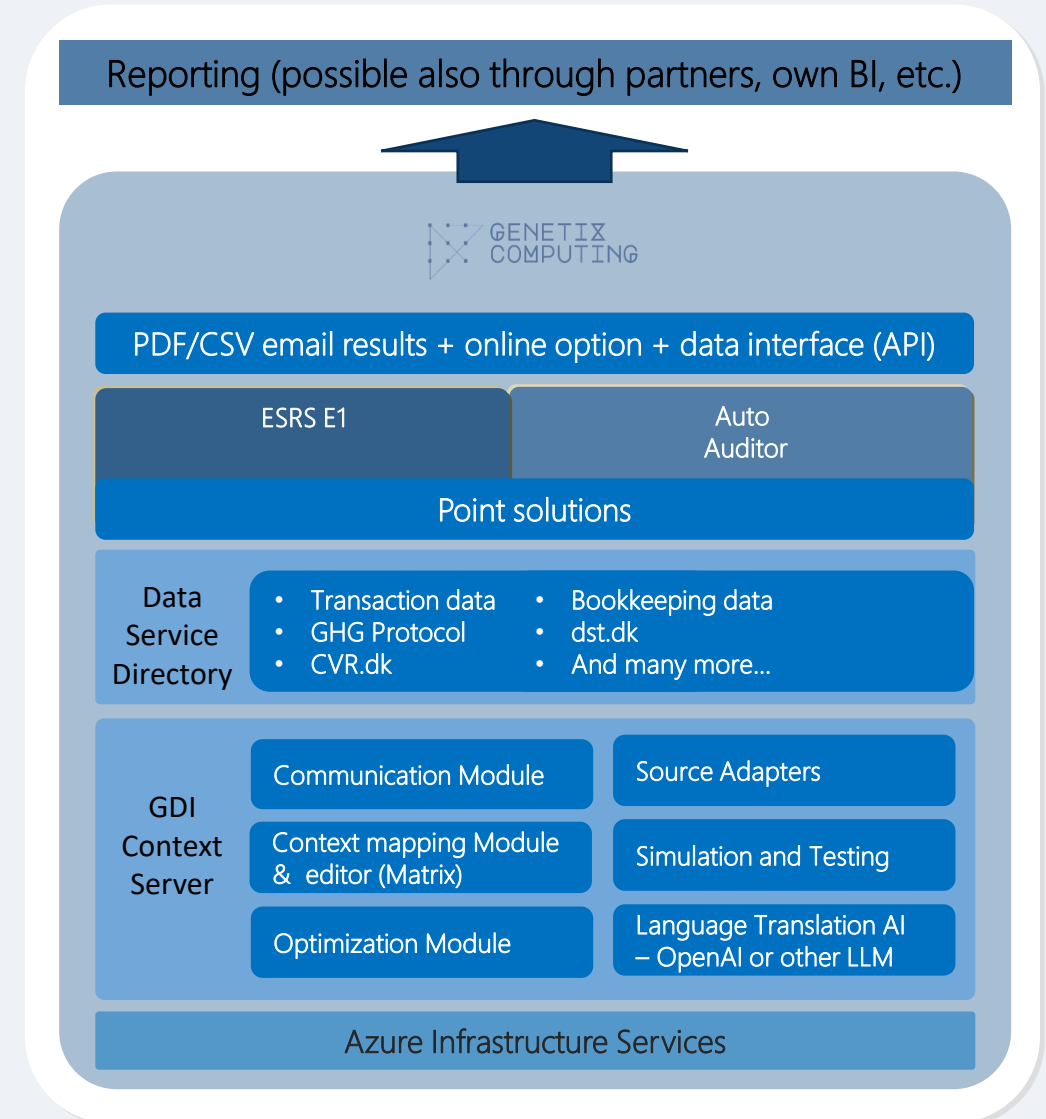 Reporting (possible also through partners, own BI, etc.)
GENETIX
COMPUTING
PDF/CSV email results + online option + data interface (API)
ESRS E1
Auto
Auditor
Point solutions
Data
Service
Directory
• Transaction data
• GHG Protocol
• CVR.dk
• Bookkeeping data
• dst.dk
• And many more...
GDI
Context
Server
Communication Module
Context mapping Module
& editor (Matrix)
Optimization Module
Source Adapters
Simulation and Testing
Language Translation AI
– OpenAI or other LLM
Azure Infrastructure Services